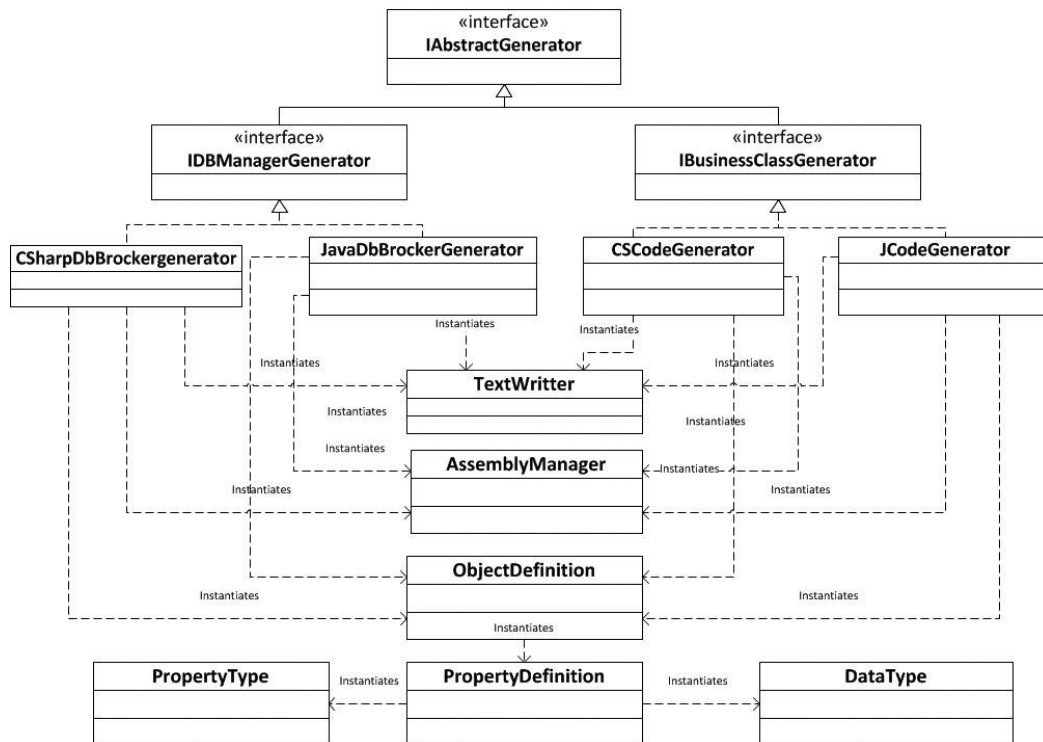 «interface»
IAbstractGenerator
«interface»
IDBManagerGenerator
«interface»
IBusinessClassGenerator
CSharpDbBrockergenerator
JavaDbBrockerGenerator
CSCodeGenerator
JCodeGenerator
Instantiates
Instantiates
Instantiates
Instantiates
TextWritter
Instantiates
Instantiates
Instantiates
AssemblyManager
Instantiates
Instantiates
Instantiates
ObjectDefinition
Instantiates
Instantiates
Instantiates
PropertyType
Instantiates
PropertyDefinition
Instantiates
DataType